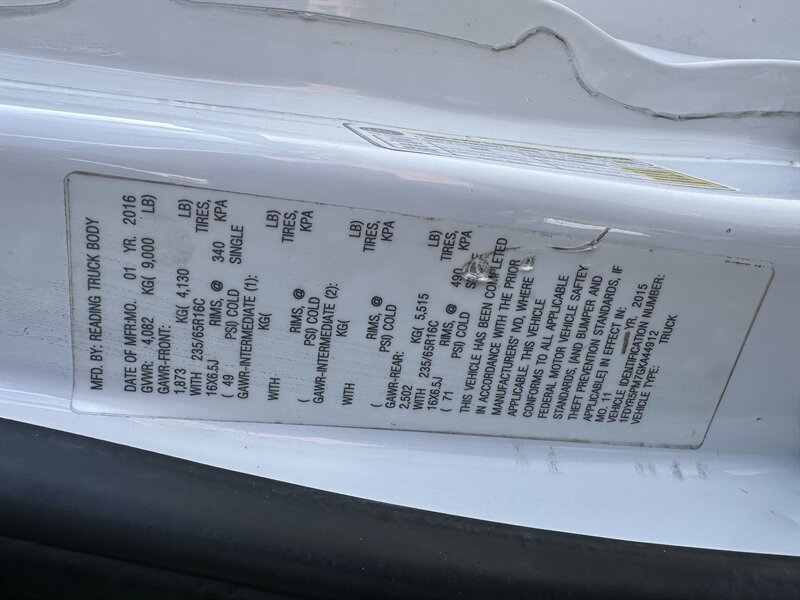 MFD. BY: READING TRUCK BODY
DATE OF MFR:MO. 01 YR. 2016
GVWR: 4,082 KG( 9,000 LB)
GAWR-FRONT:
1,873 KG( 4,130 LB)
WITH 235/65R16C TIRES,
16X6.5J RIMS, @ 340 KPA
( 49 PSI) COLD SINGLE
GAWR-INTERMEDIATE (1):
KG( LB)
WITH TIRES,
RIMS, @ KPA
( PSI) COLD
GAWR-INTERMEDIATE (2):
KG( LB)
WITH TIRES,
RIMS, @ KPA
( PSI) COLD
GAWR-REAR:
2,502 KG( 5,515 LB)
WITH 235/65R16C TIRES,
16X6.5J RIMS, @ 490 KPA
( 71 PSI) COLD
THIS VEHICLE HAS BEEN COMPLETED
IN ACCORDANCE WITH THE PRIOR
MANUFACTURERS' IVD, WHERE
APPLICABLE. THIS VEHICLE
CONFORMS TO ALL APPLICABLE
FEDERAL MOTOR VEHICLE SAFTEY
STANDARDS, [AND BUMPER AND
THEFT PREVENTION STANDARDS, IF
APPLICABLE] IN EFFECT IN:
MO. 11 YR. 2015
VEHICLE IDENTIFICATION NUMBER:
1FDYR5PM7GKA44912
VEHICLE TYPE: TRUCK